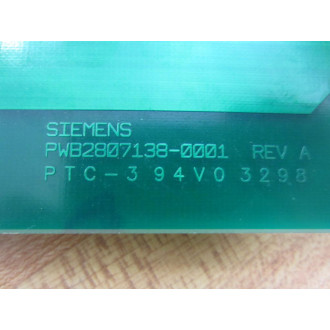 SIEMENS
PWB2807138-0001 REV A
PTC-3 94V0 3298